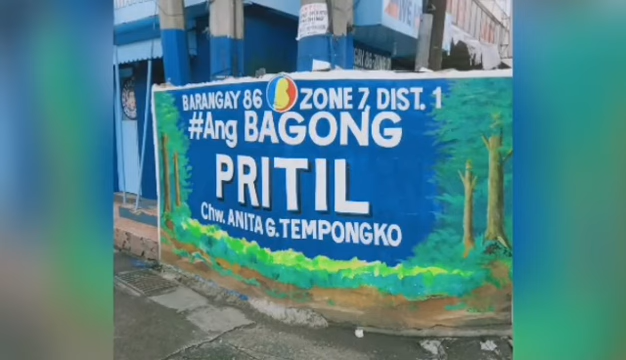 BARANGAY 86 B ZONE 7, DIST. 1
#Ang BAGONG
PRITIL
Chw. ANITA G. TEMPONGKO